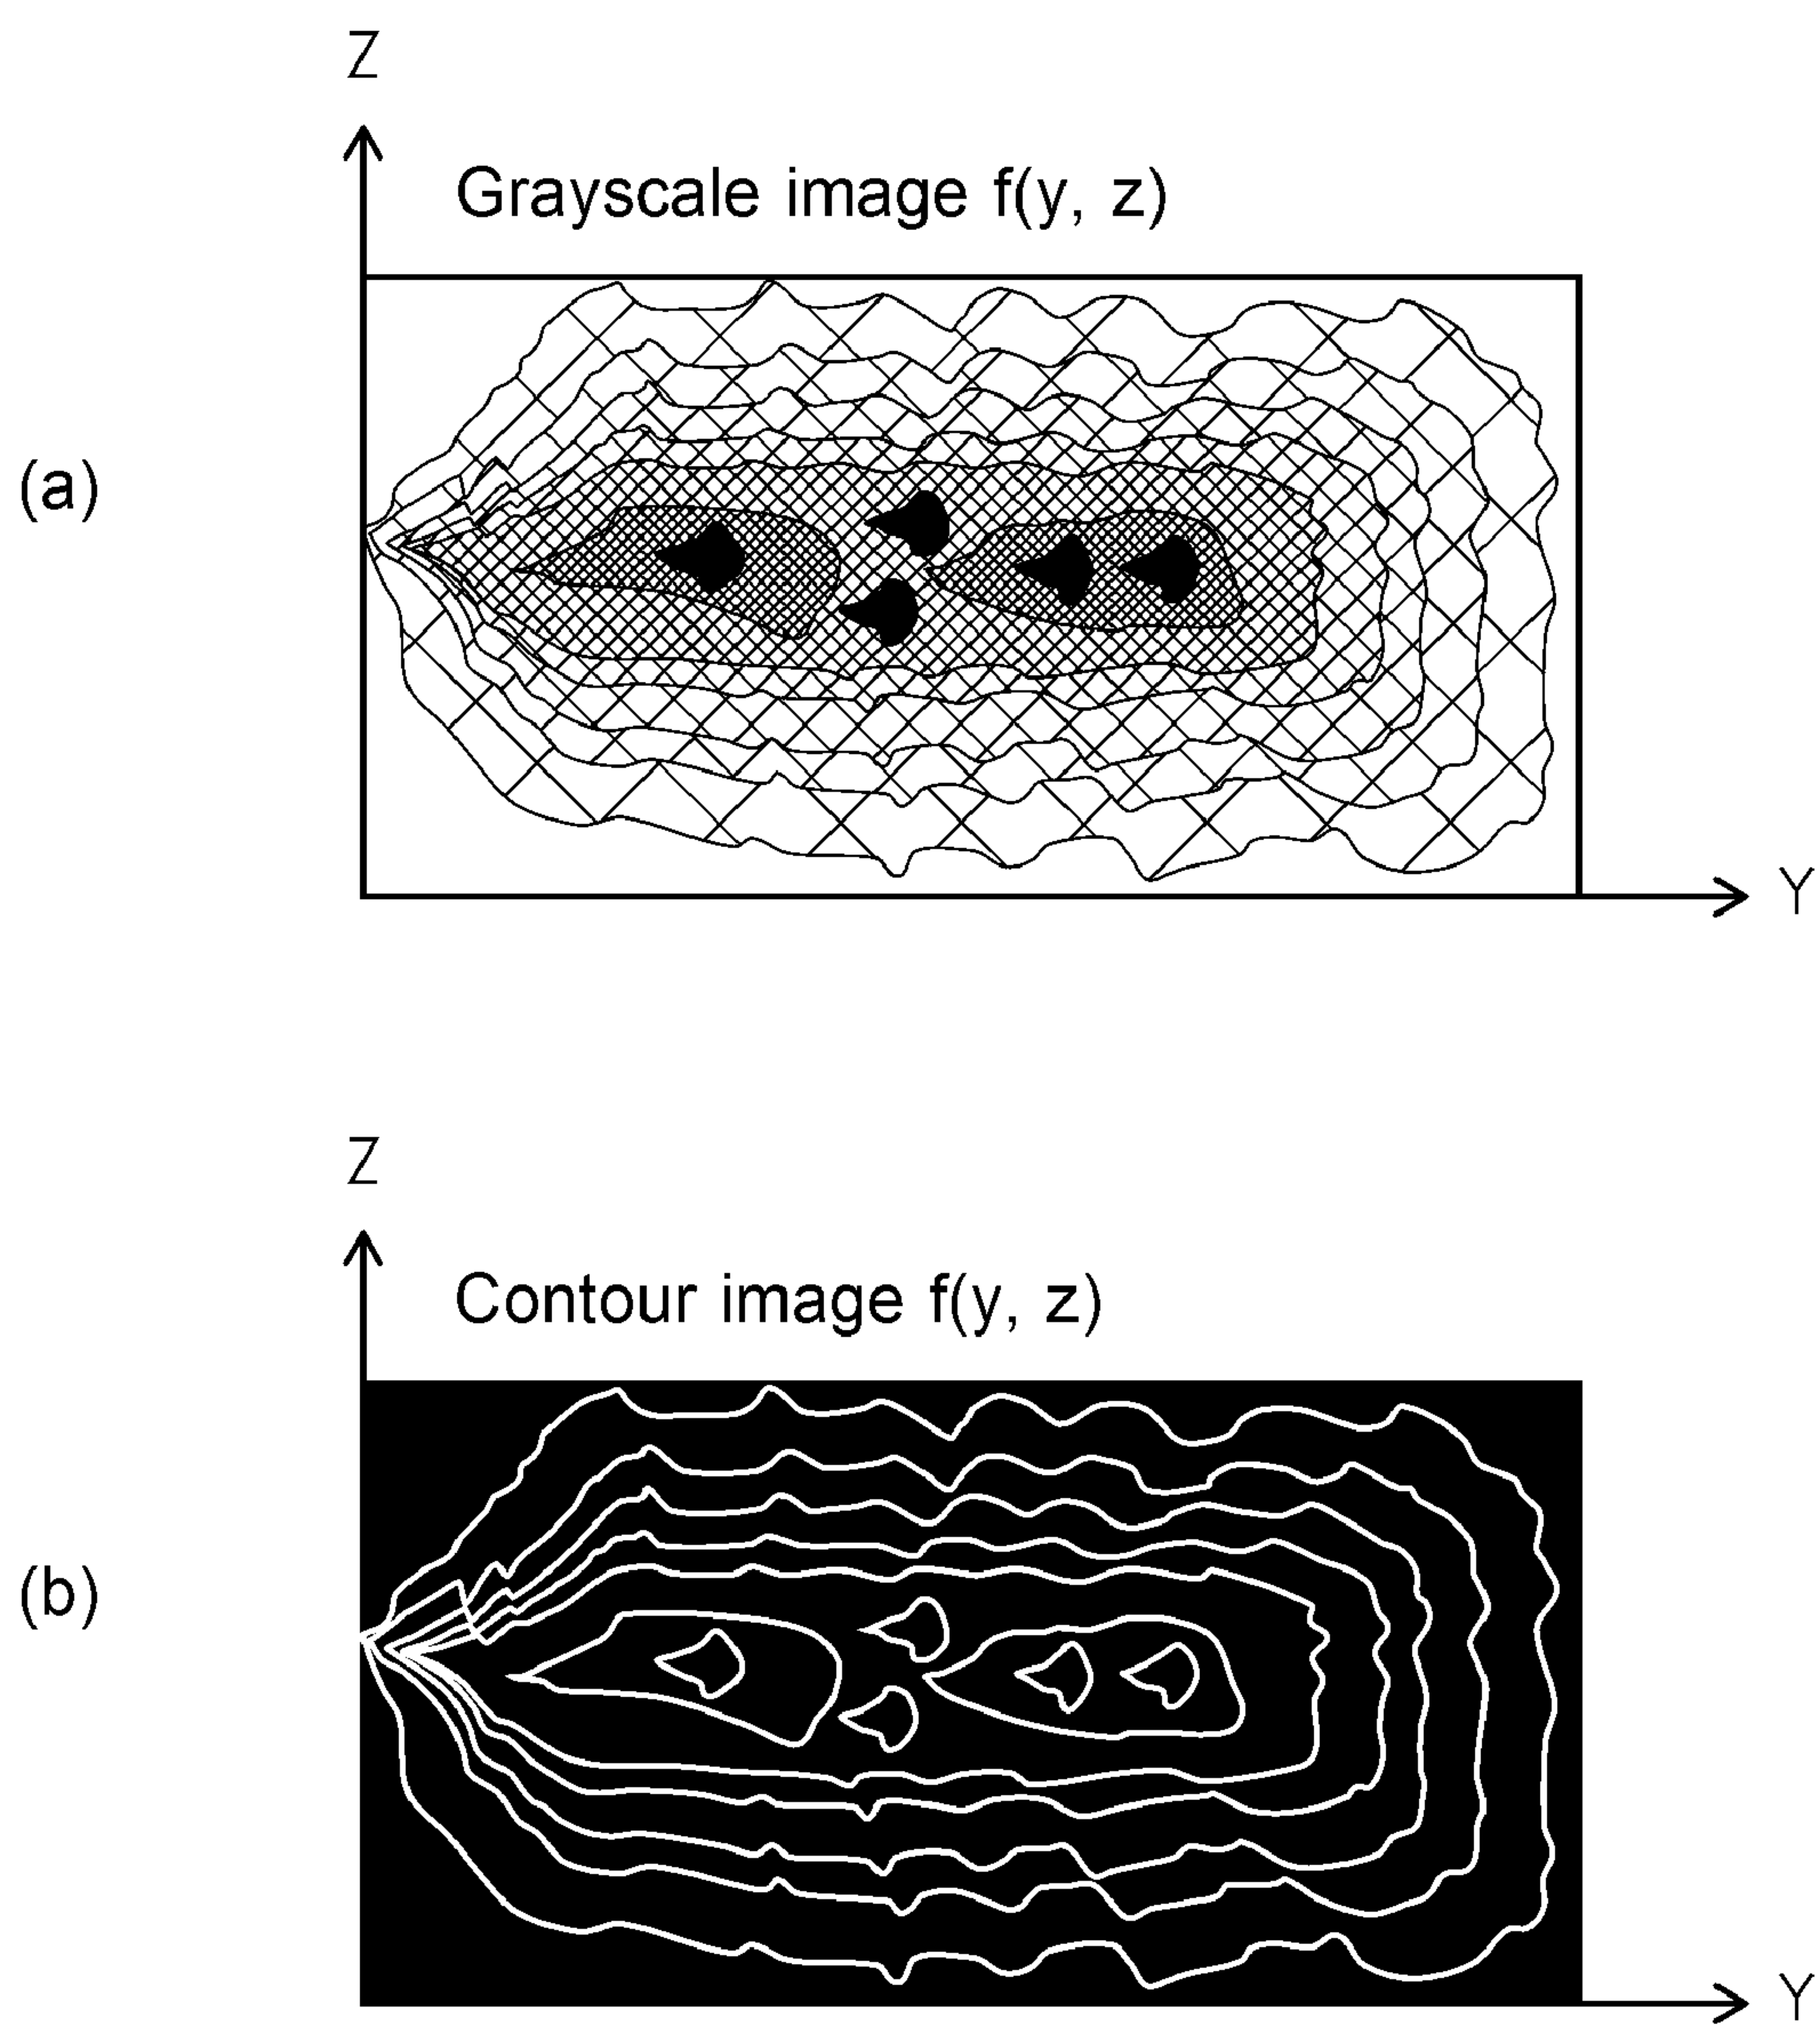 Z
Grayscale image f(y, z)
(a)
Y
Z
Contour image f(y, z)
(b)
Y